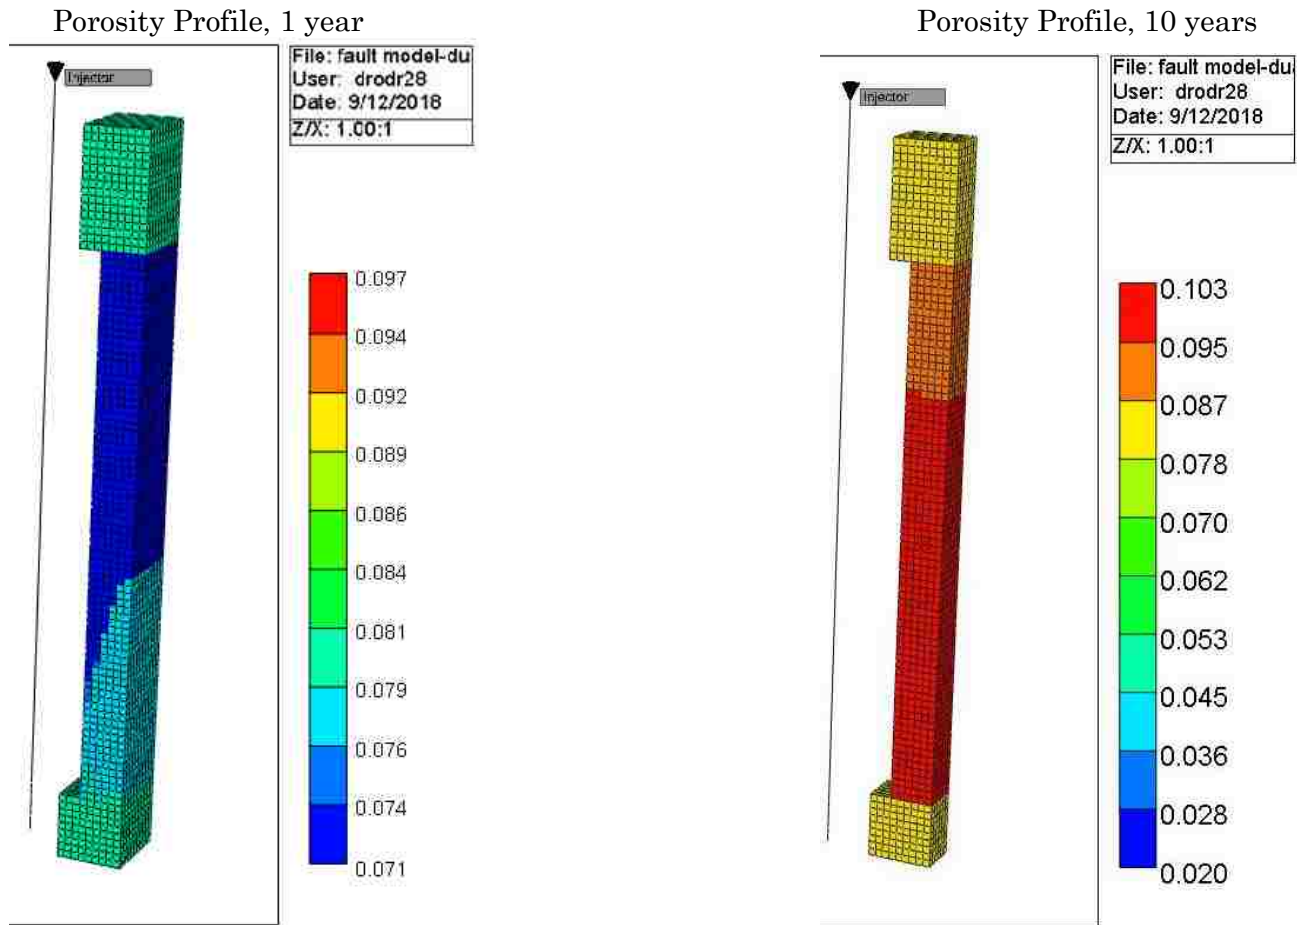 Porosity Profile, 1 year
File: fault model-du
User: drodr28
Date: 9/12/2018
Z/X: 1.00:1
Injector
0.097
0.094
0.092
0.089
0.086
0.084
0.081
0.079
0.076
0.074
0.071
Porosity Profile, 10 years
File: fault model-du
User: drodr28
Date: 9/12/2018
Z/X: 1.00:1
Injector
0.103
0.095
0.087
0.078
0.070
0.062
0.053
0.045
0.036
0.028
0.020